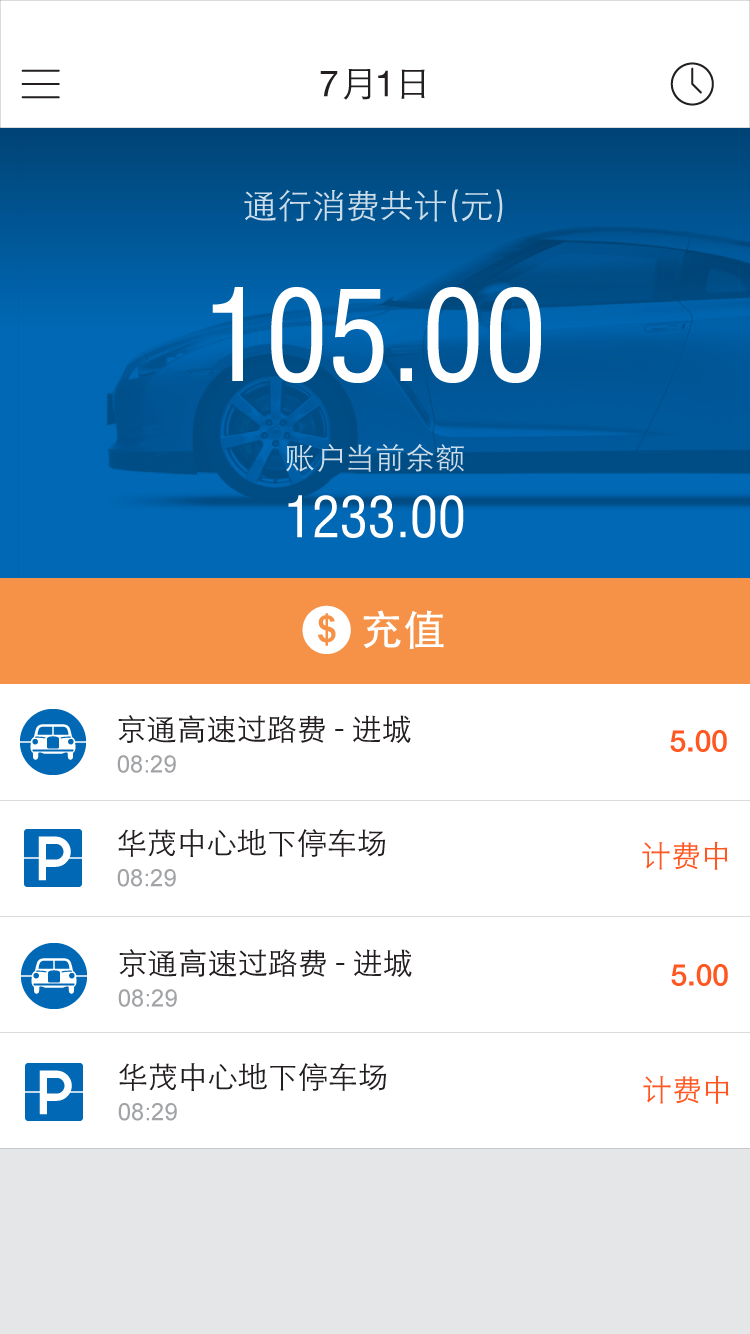 7月1日
通行消费共计(元)
105.00
账户当前余额
1233.00
$ 充值
京通高速过路费 - 进城
08:29
5.00
P
华茂中心地下停车场
08:29
计费中
京通高速过路费 - 进城
08:29
5.00
P
华茂中心地下停车场
08:29
计费中